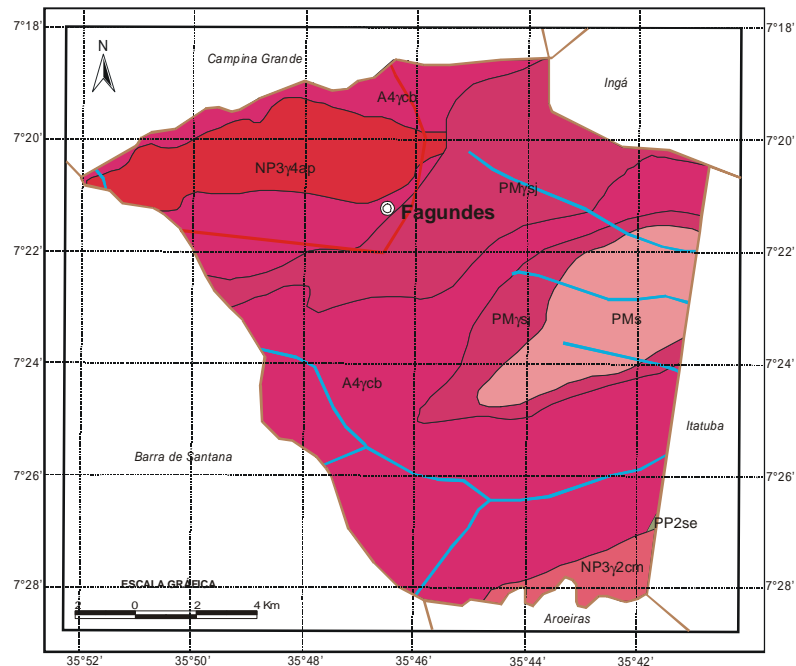 7°18'
7°18'
N
Campina Grande
Ingá
A4γcb
7°20'
7°20'
NP3γ4ap
PMγsj
Fagundes
7°22'
7°22'
PMγsj
PMs
7°24'
7°24'
A4γcb
Itatuba
Barra de Santana
7°26'
7°26'
PP2se
NP3γ2cm
7°28'
7°28'
ESCALA GRÁFICA
2 0 2 4 Km
Aroeiras
35°52' 35°50' 35°48' 35°46' 35°44' 35°42'